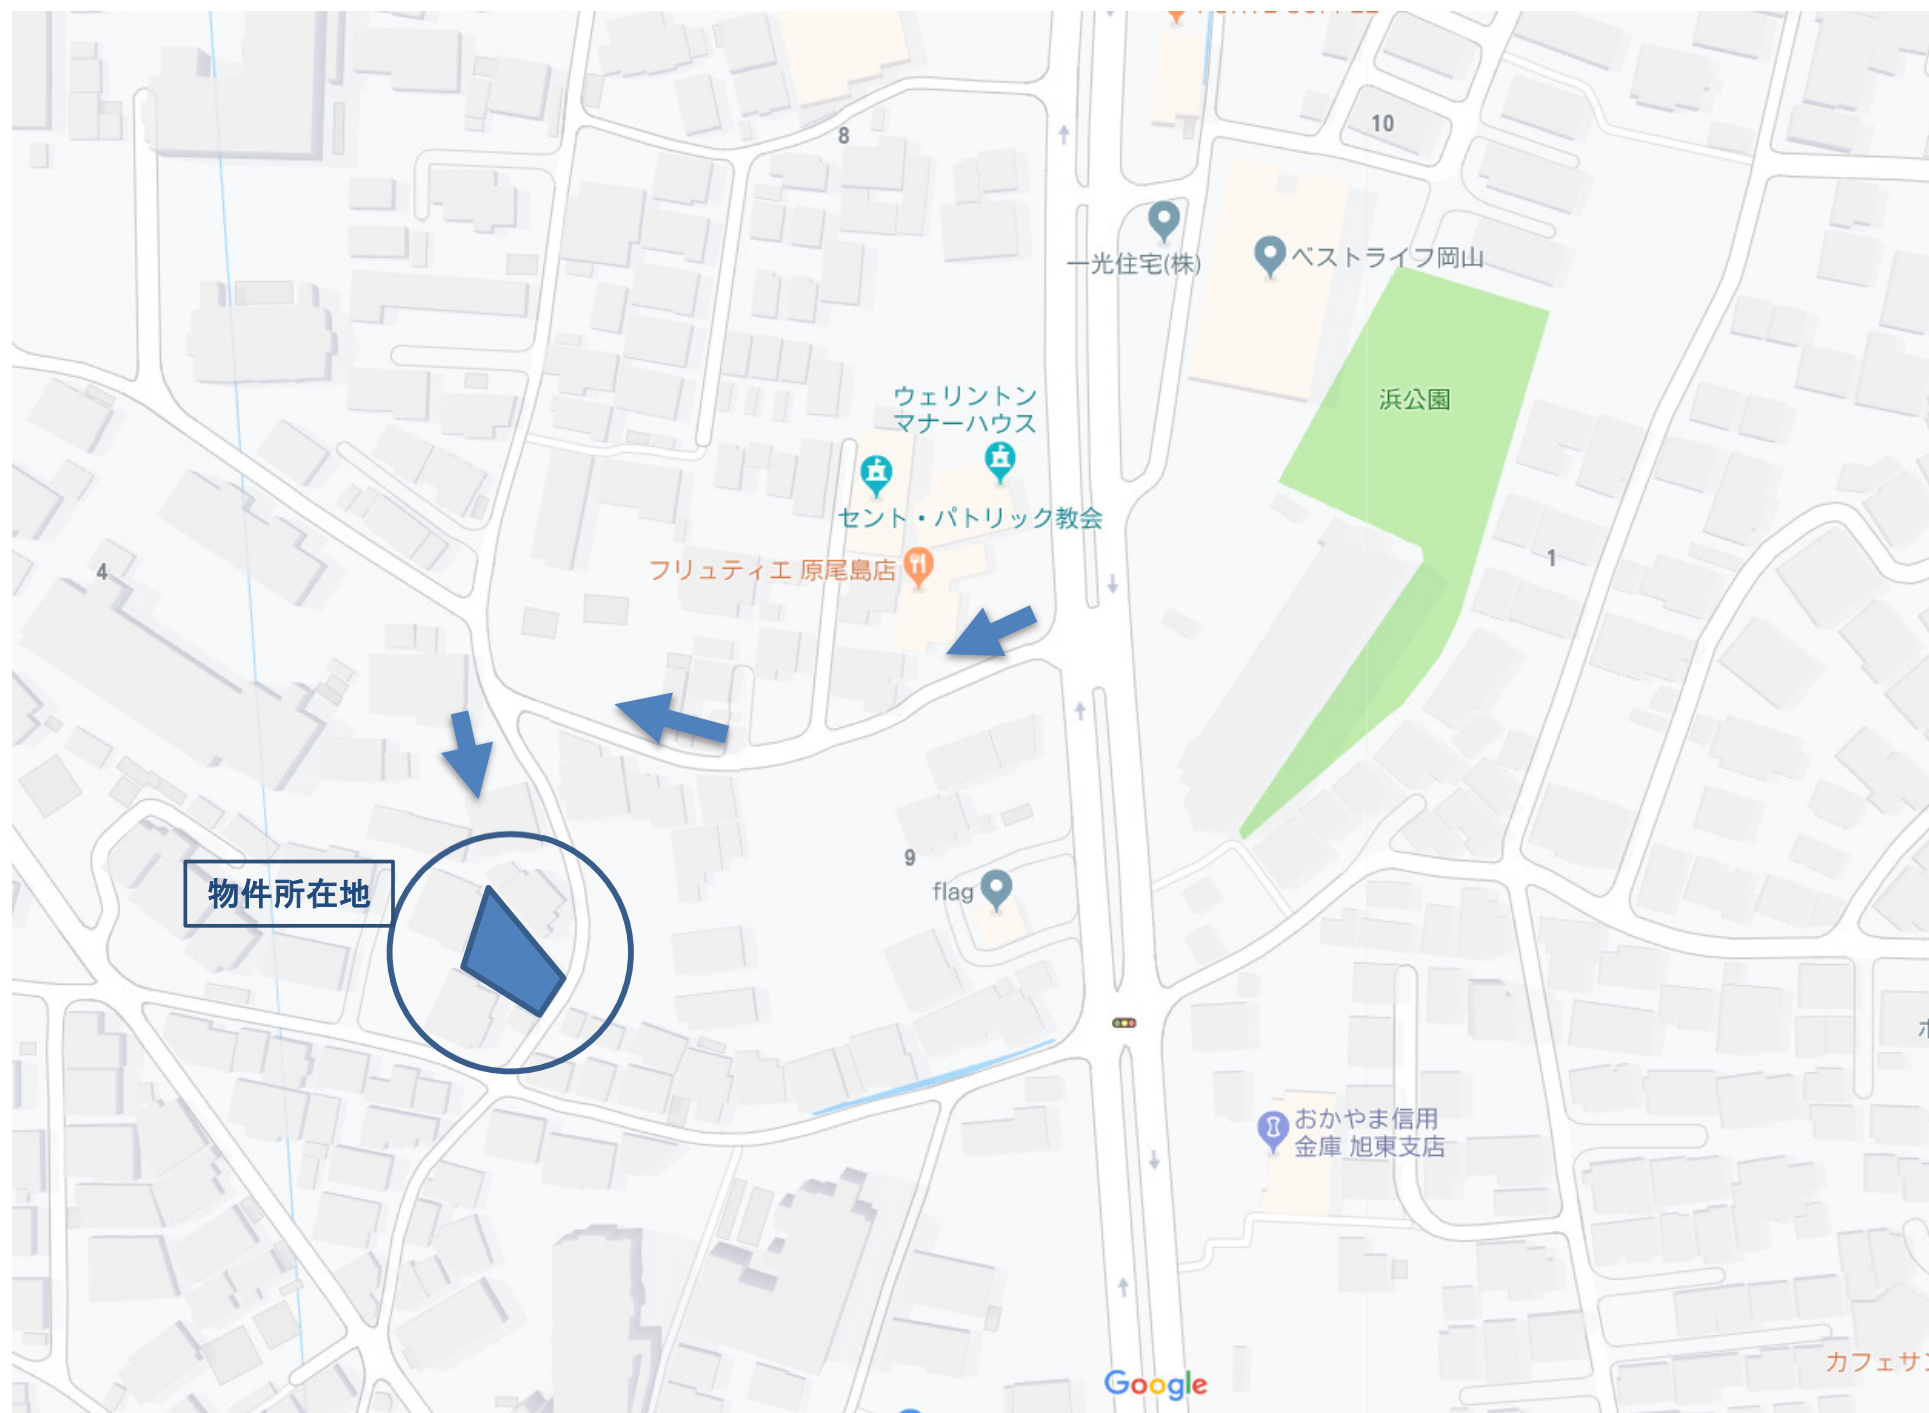 8
10
一光住宅(株)
ベストライフ岡山
ウェリントン
マナーハウス
浜公園
セント・パトリック教会
フリュティエ 原尾島店
4
1
物件所在地
9
flag
おかやま信用
金庫 旭東支店
カフェサン
Google